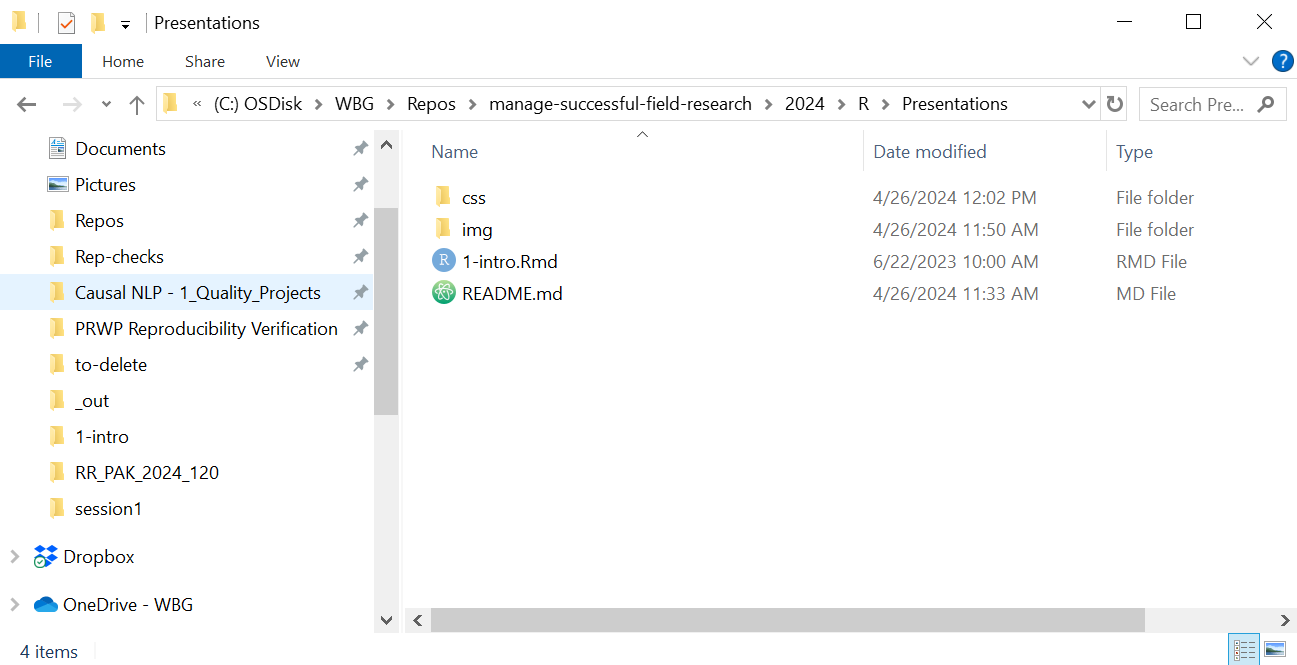 Presentations
File Home Share View
?
« (C:) OSDisk > WBG > Repos > manage-successful-field-research > 2024 > R > Presentations
Search Pre...
Documents
Pictures
Repos
Rep-checks
Causal NLP - 1_Quality_Projects
PRWP Reproducibility Verification
to-delete
_out
1-intro
RR_PAK_2024_120
session1
Dropbox
OneDrive - WBG
Name Date modified Type
css 4/26/2024 12:02 PM File folder
img 4/26/2024 11:50 AM File folder
R 1-intro.Rmd 6/22/2023 10:00 AM RMD File
README.md 4/26/2024 11:33 AM MD File
4 items